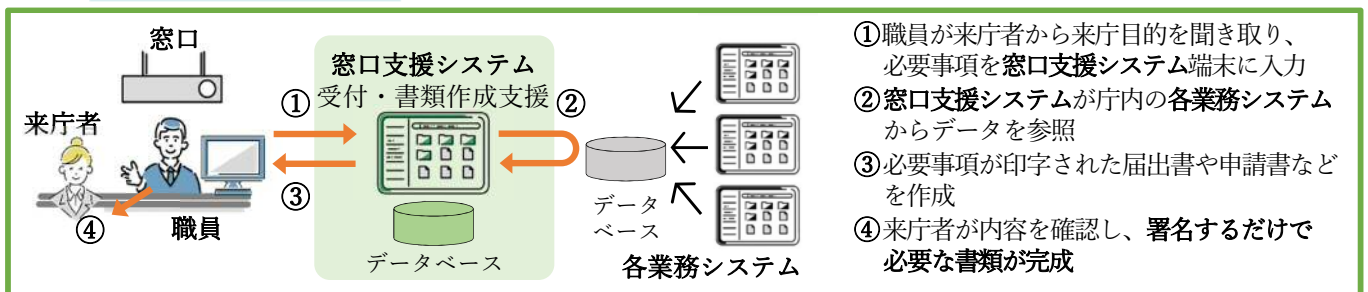 窓口
来庁者
職員
④
①
③
窓口支援システム
受付・書類作成支援
データベース
②
データ
ベース
各業務システム
①職員が来庁者から来庁目的を聞き取り、
必要事項を窓口支援システム端末に入力
②窓口支援システムが庁内の各業務システム
からデータを参照
③必要事項が印字された届出書や申請書など
を作成
④来庁者が内容を確認し、署名するだけで
必要な書類が完成